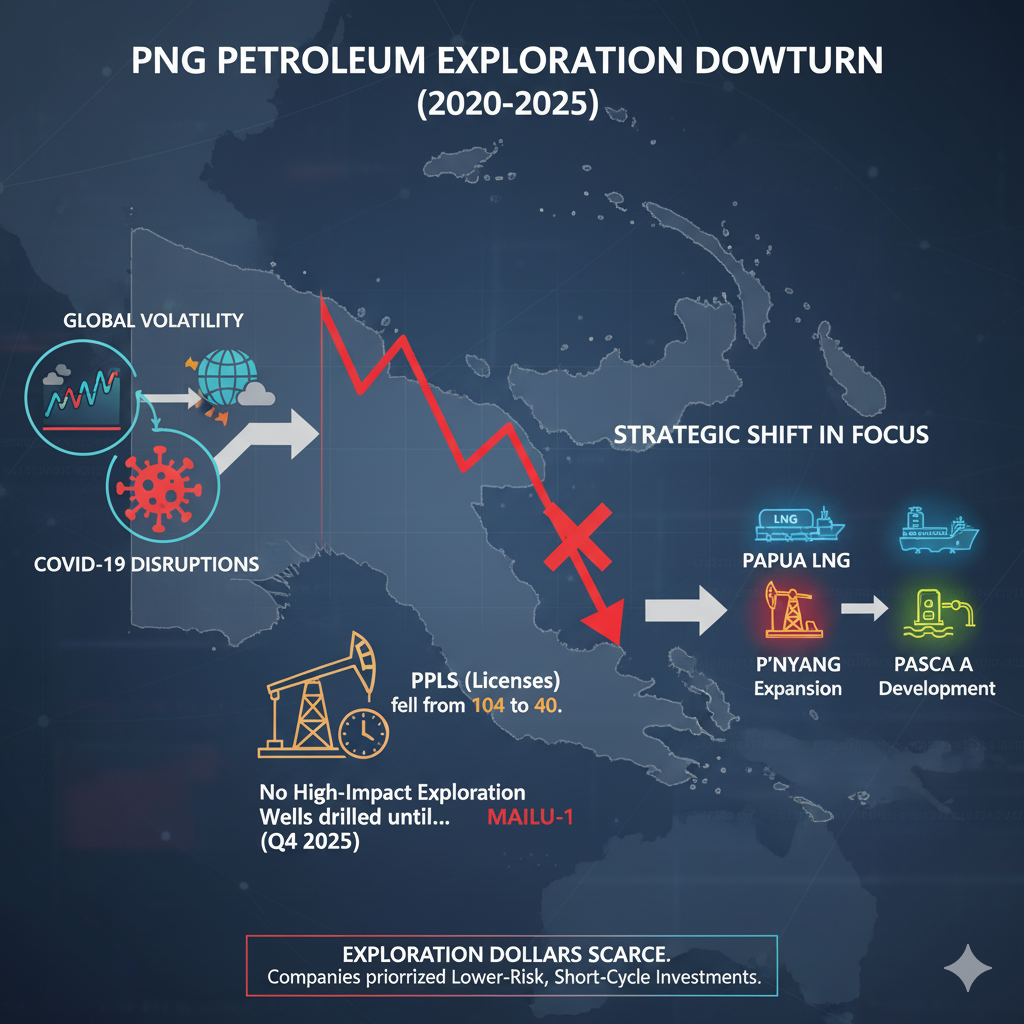 PNG PETROLEUM EXPLORATION DOWTURN
(2020-2025)
GLOBAL VOLATILITY
COVID-19 DISRUPTIONS
STRATEGIC SHIFT IN FOCUS
LNG
PAPUA LNG
P'NYANG
Expansion
PASCA A
Development
PPLS (Licenses)
fell from 104 to 40.
No High-Impact Exploration
Wells drilled until... MAILU-1
(Q4 2025)
EXPLORATION DOLLARS SCARCE.
Companies priorrized Lower-Risk, Short-Cycle Investments.